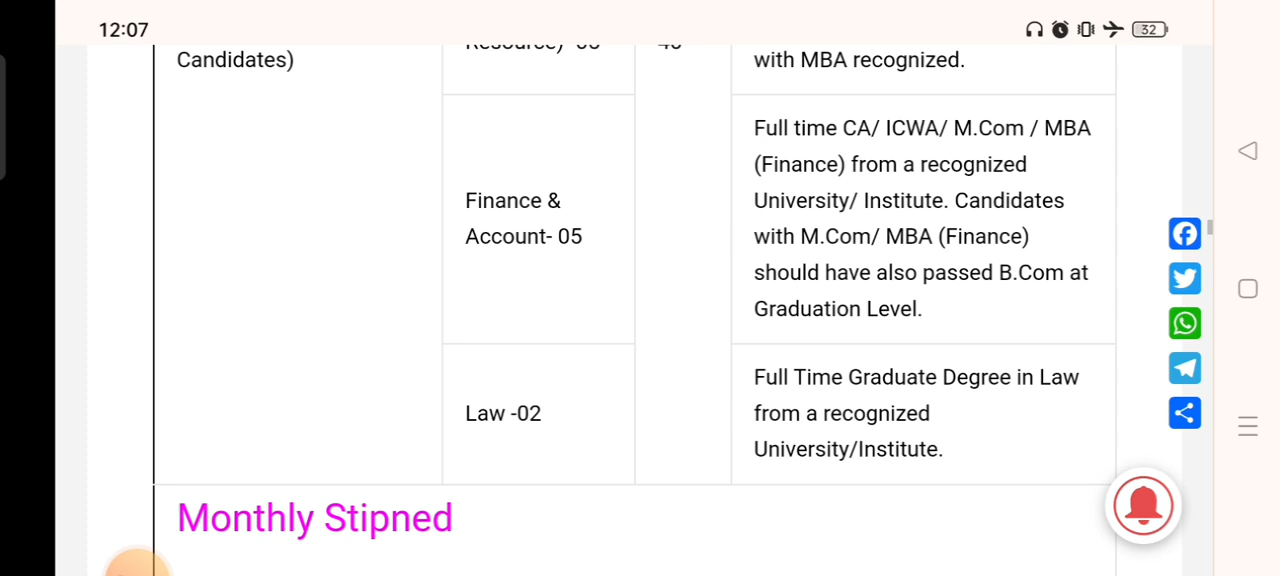 12:07
32
Candidates)
with MBA recognized.
Finance &
Account- 05
Full time CA/ ICWA/ M.Com / MBA
(Finance) from a recognized
University/ Institute. Candidates
with M.Com/ MBA (Finance)
should have also passed B.Com at
Graduation Level.
Law -02
Full Time Graduate Degree in Law
from a recognized
University/Institute.
Monthly Stipned